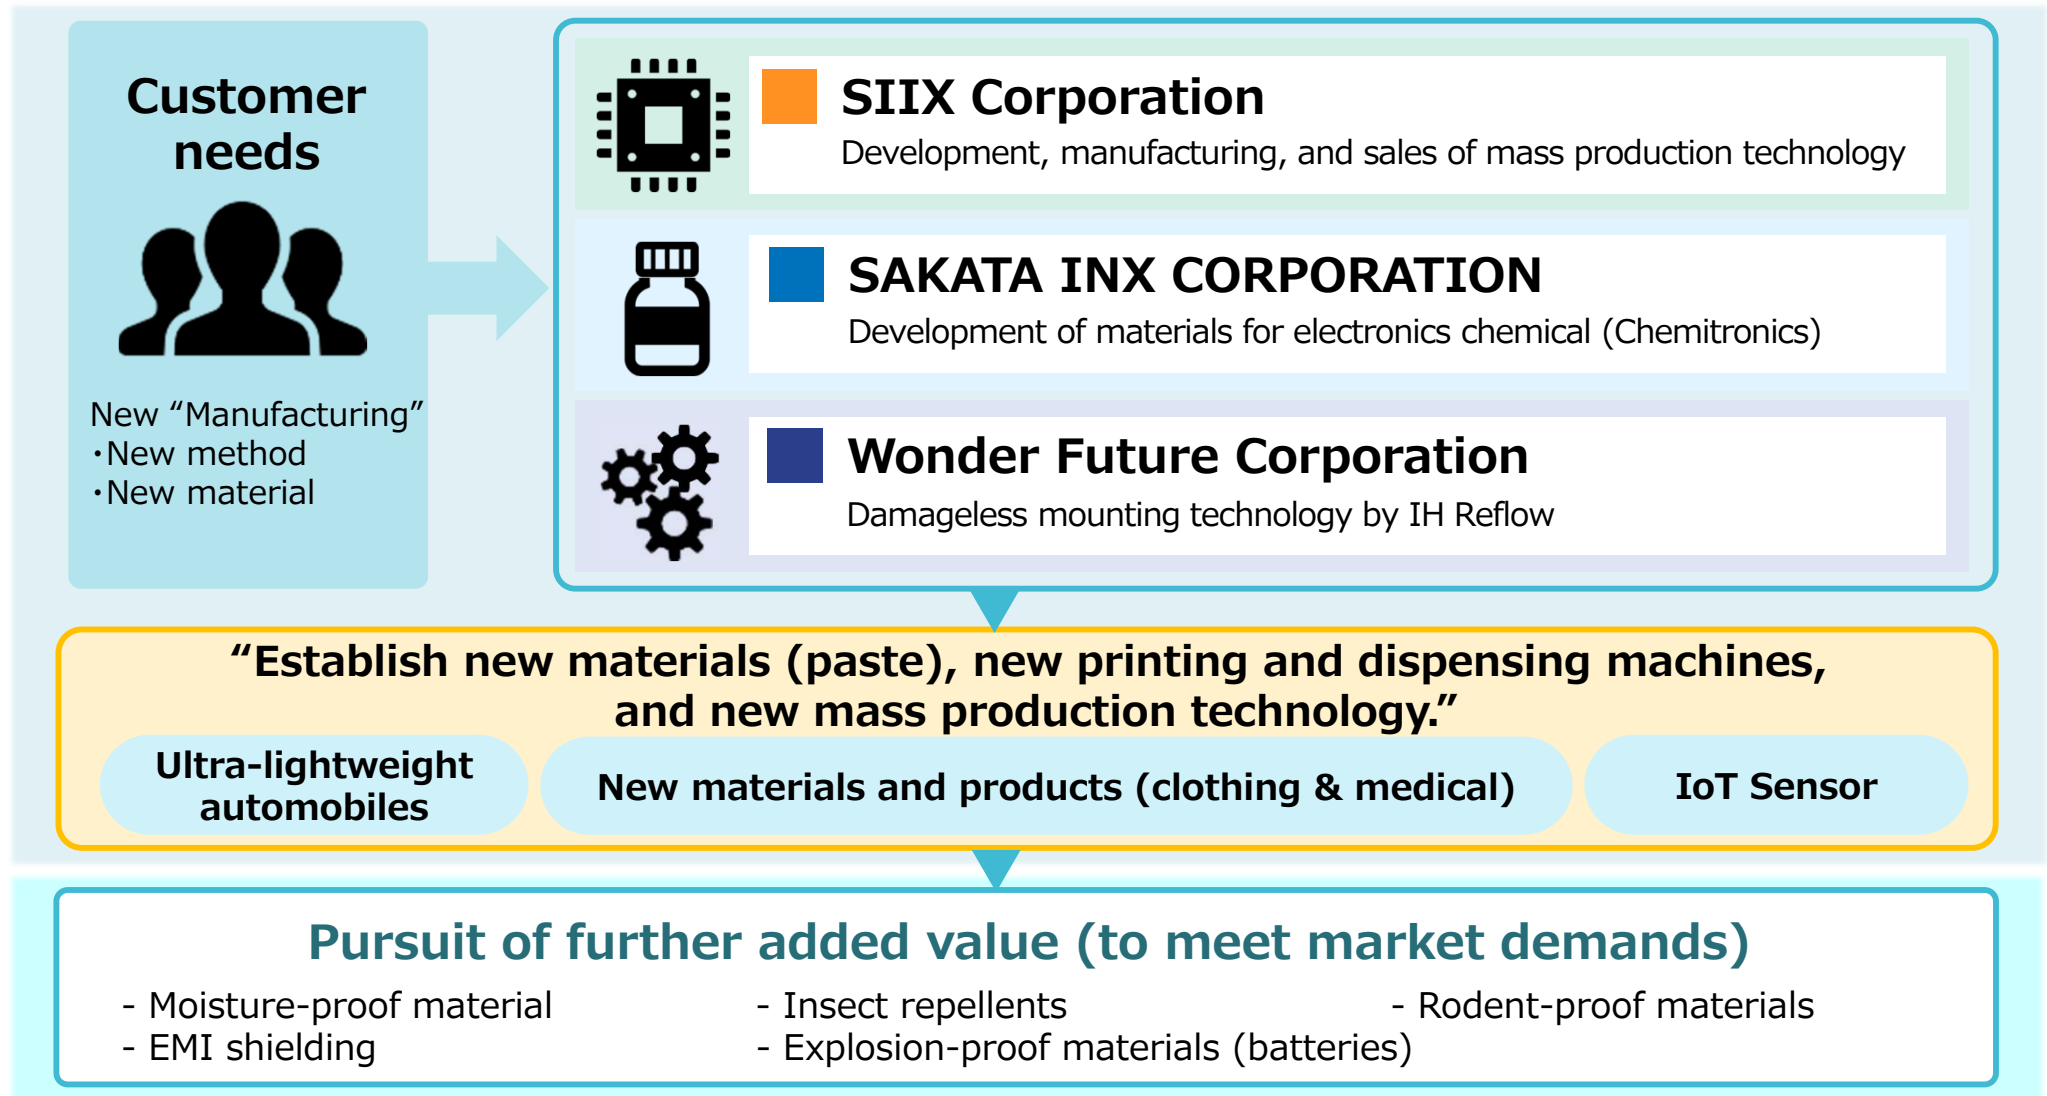 Customer
needs
New “Manufacturing”
・New method
・New material
SIIX Corporation
Development, manufacturing, and sales of mass production technology
SAKATA INX CORPORATION
Development of materials for electronics chemical (Chemitronics)
Wonder Future Corporation
Damageless mounting technology by IH Reflow
“Establish new materials (paste), new printing and dispensing machines,
and new mass production technology.”
Ultra-lightweight
automobiles
New materials and products (clothing & medical)
IoT Sensor
Pursuit of further added value (to meet market demands)
- Moisture-proof material
- Insect repellents
- Rodent-proof materials
- EMI shielding
- Explosion-proof materials (batteries)